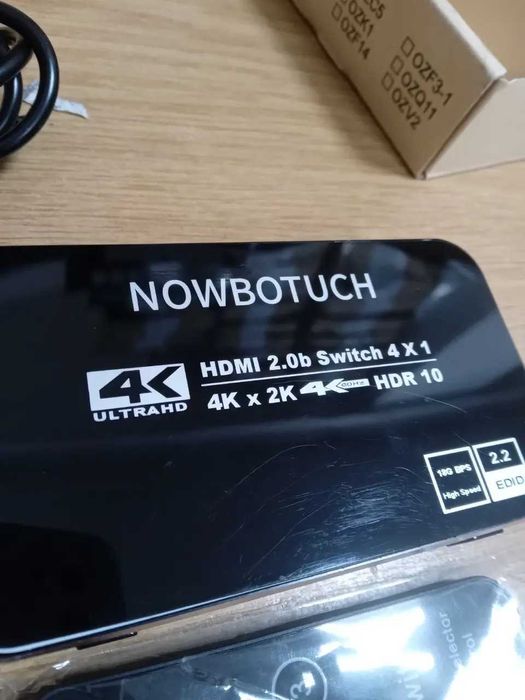 OZK1
OZF14
OZF3-1
OZQ11
OZV2
NOWBOTUCH
4K
ULTRAHD
HDMI 2.0b Switch 4 X 1
4K x 2K 4K 60Hz HDR 10
18G BPS
High Speed
2.2
EDID